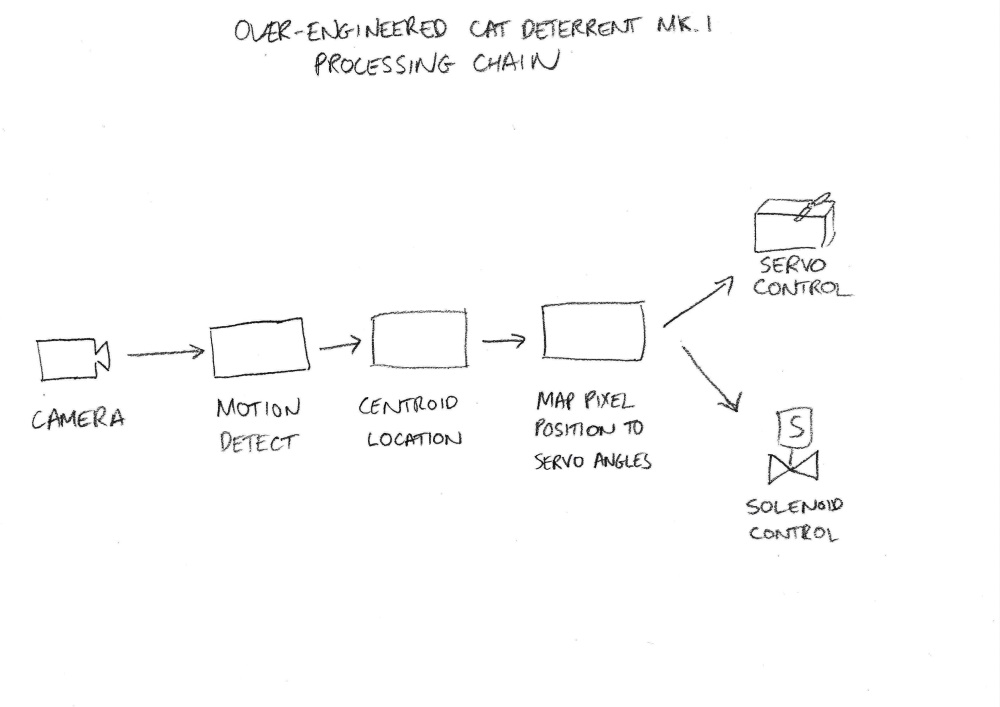 OVER-ENGINEERED CAT DETERRENT MK.1
PROCESSING CHAIN
CAMERA
MOTION
DETECT
CENTROID
LOCATION
MAP PIXEL
POSITION TO
SERVO ANGLES
SERVO
CONTROL
S
SOLENOID
CONTROL